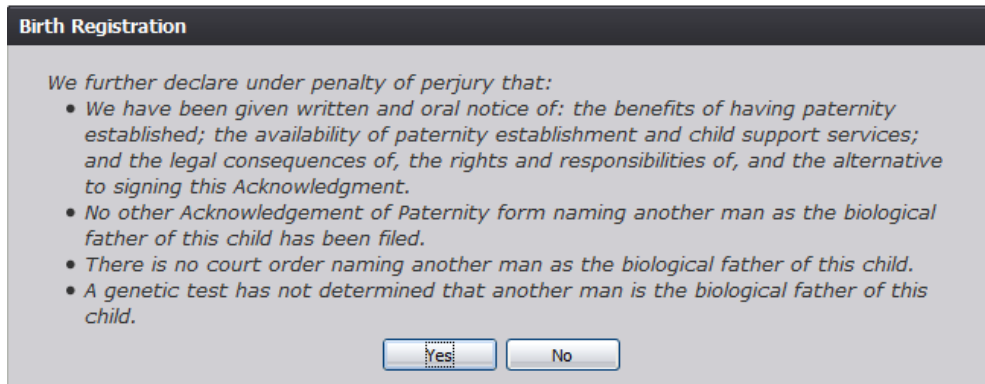 Birth Registration
We further declare under penalty of perjury that:
• We have been given written and oral notice of: the benefits of having paternity
established; the availability of paternity establishment and child support services;
and the legal consequences of, the rights and responsibilities of, and the alternative
to signing this Acknowledgment.
• No other Acknowledgement of Paternity form naming another man as the biological
father of this child has been filed.
• There is no court order naming another man as the biological father of this child.
• A genetic test has not determined that another man is the biological father of this
child.
Yes No